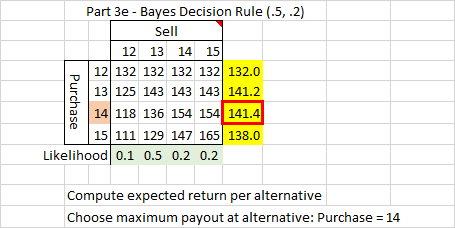 Part 3e - Bayes Decision Rule (.5, .2)
Sell
12 13 14 15
Purchase
12 132 132 132 132 132.0
13 125 143 143 143 141.2
14 118 136 154 154 141.4
15 111 129 147 165 138.0
Likelihood 0.1 0.5 0.2 0.2
Compute expected return per alternative
Choose maximum payout at alternative: Purchase = 14